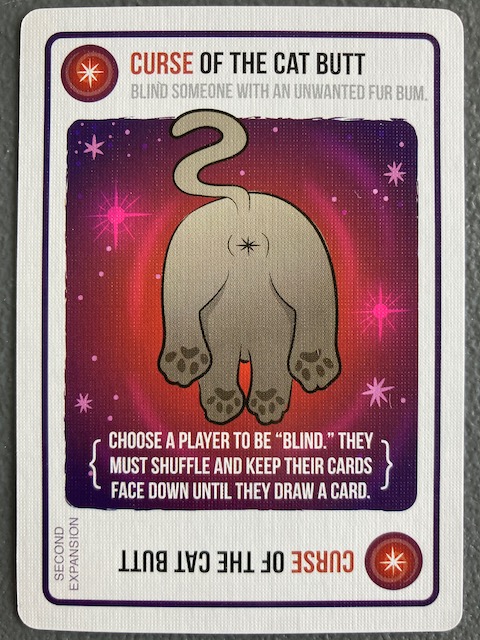 CURSE OF THE CAT BUTT
BLIND SOMEONE WITH AN UNWANTED FUR BUM.
CHOOSE A PLAYER TO BE “BLIND.” THEY
MUST SHUFFLE AND KEEP THEIR CARDS
FACE DOWN UNTIL THEY DRAW A CARD.
SECOND
EXPANSION
CURSE OF THE CAT BUTT